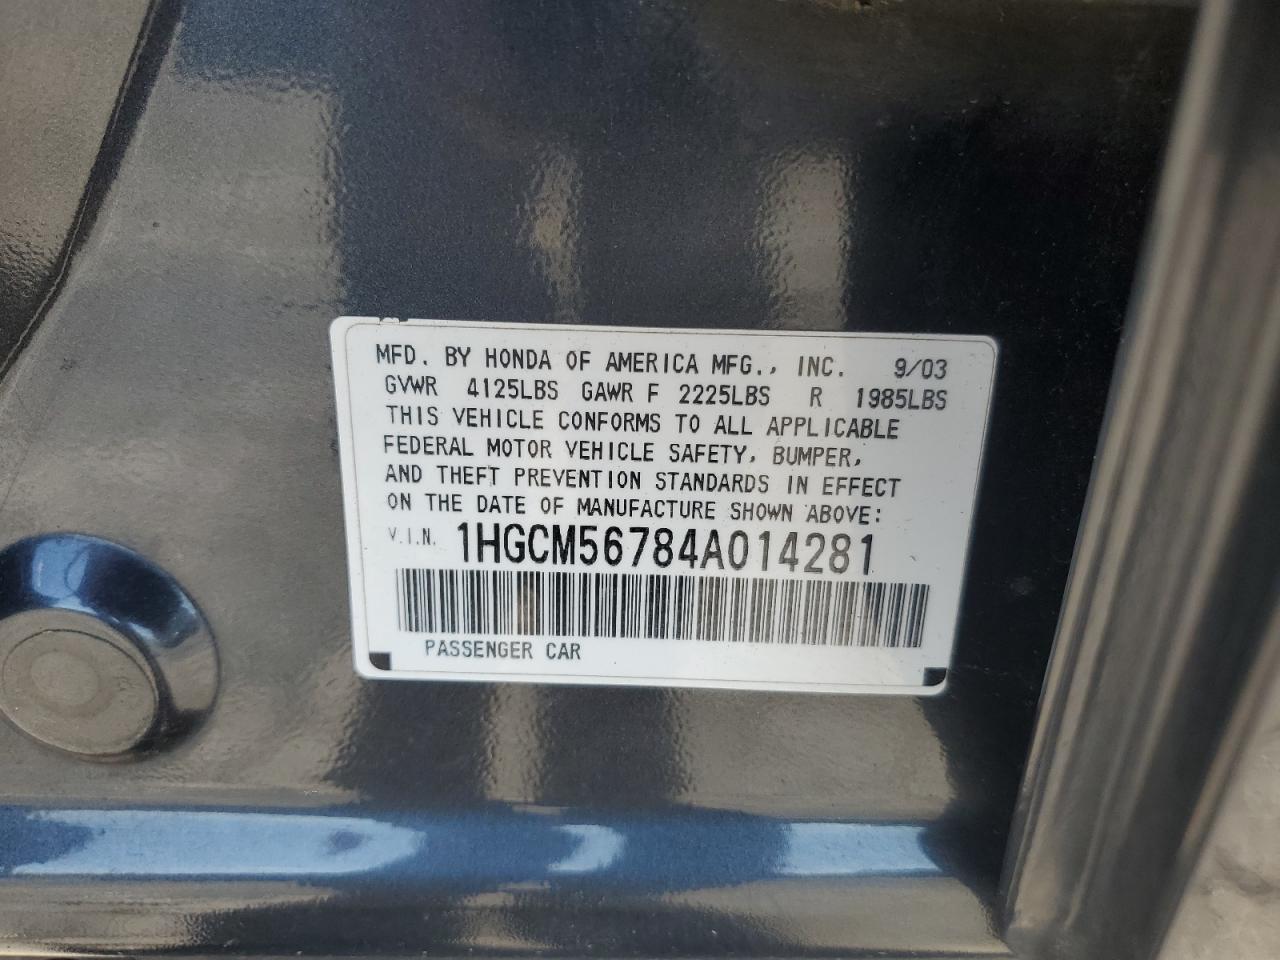 MFD. BY HONDA OF AMERICA MFG., INC. 9/03
GVWR 4125LBS GAWR F 2225LBS R 1985LBS
THIS VEHICLE CONFORMS TO ALL APPLICABLE
FEDERAL MOTOR VEHICLE SAFETY, BUMPER,
AND THEFT PREVENTION STANDARDS IN EFFECT
ON THE DATE OF MANUFACTURE SHOWN ABOVE:
V.I.N. 1HGCM56784A014281
PASSENGER CAR